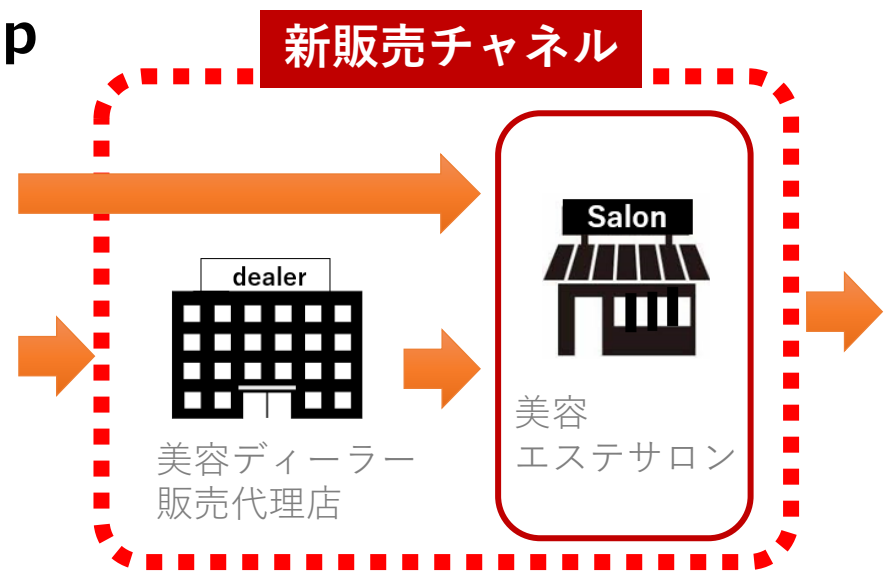 p
新販売チャネル
Salon
dealer
美容
エステサロン
美容ディーラー
販売代理店